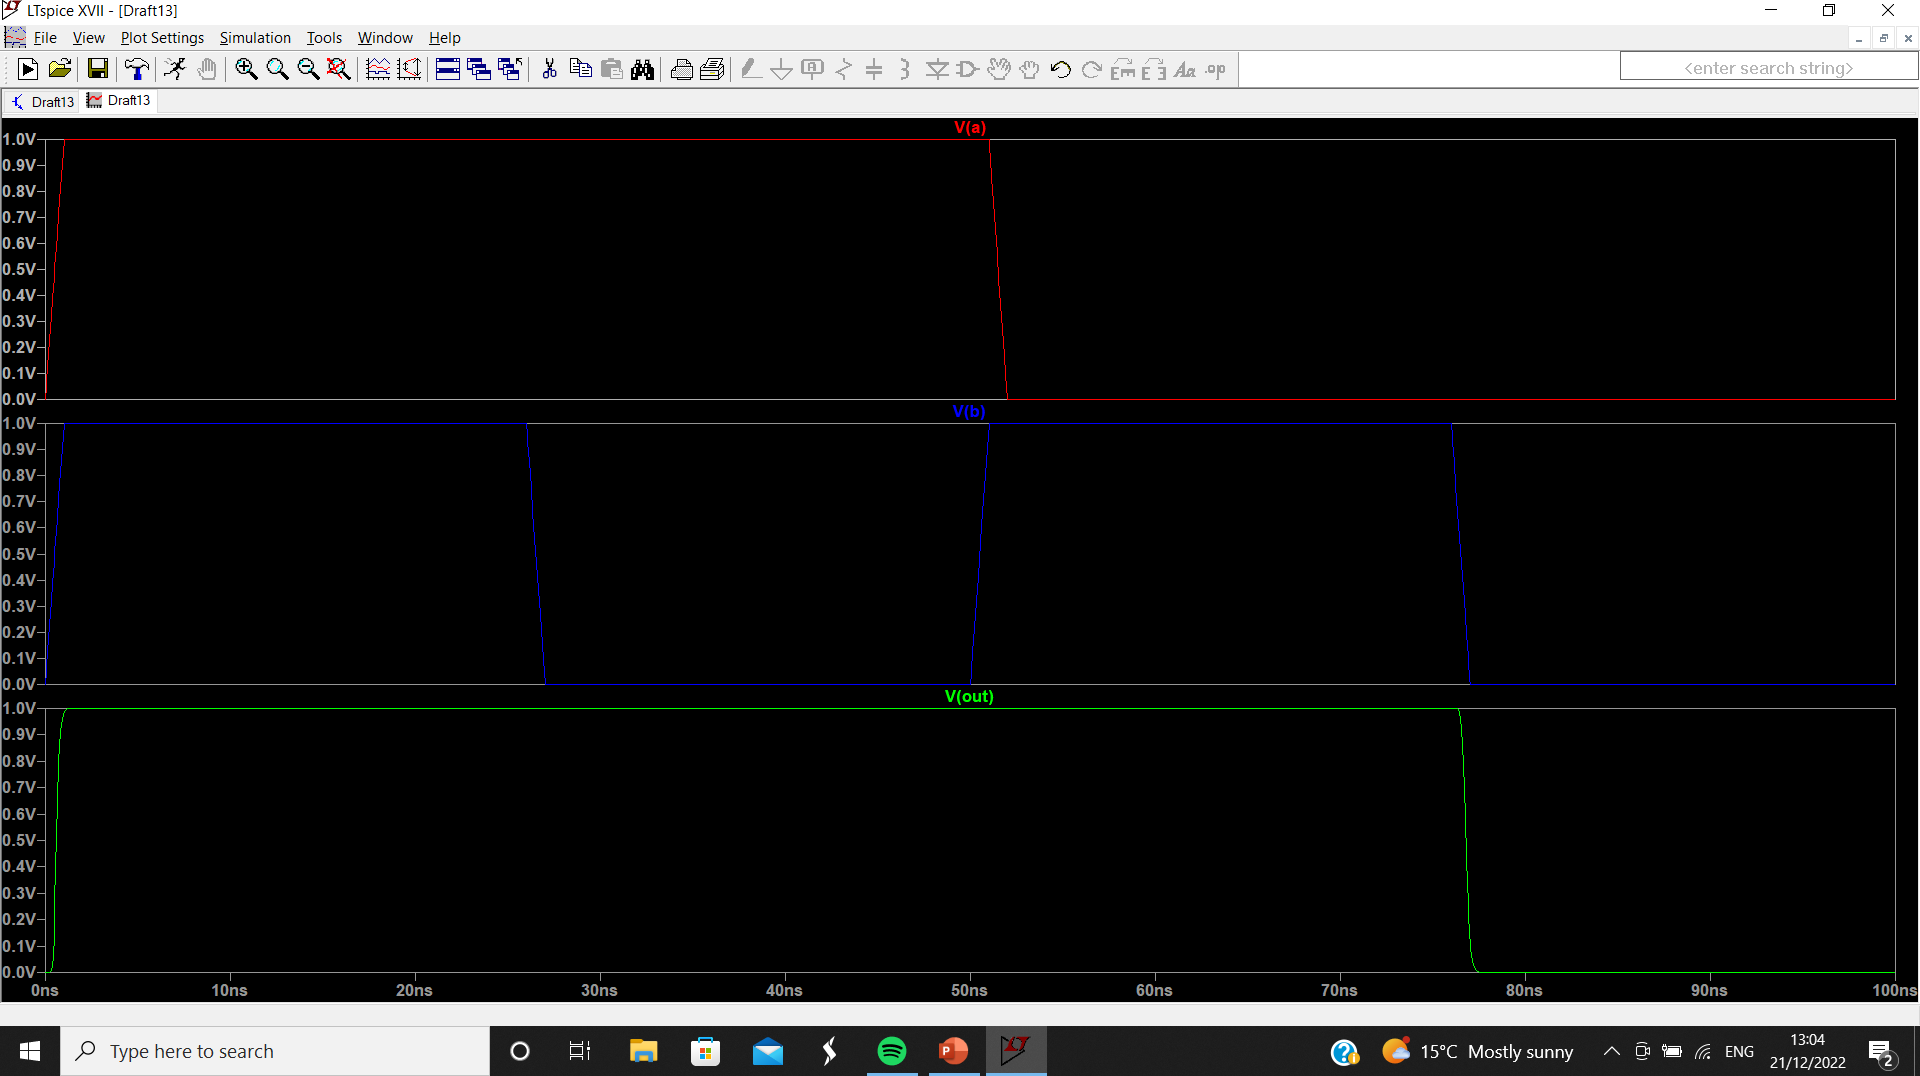 LTspice XVII - [Draft13]
File View Plot Settings Simulation Tools Window Help
<enter search string>
Draft13 Draft13
V(a)
1.0V
0.9V
0.8V
0.7V
0.6V
0.5V
0.4V
0.3V
0.2V
0.1V
0.0V
V(b)
1.0V
0.9V
0.8V
0.7V
0.6V
0.5V
0.4V
0.3V
0.2V
0.1V
0.0V
V(out)
1.0V
0.9V
0.8V
0.7V
0.6V
0.5V
0.4V
0.3V
0.2V
0.1V
0.0V
0ns 10ns 20ns 30ns 40ns 50ns 60ns 70ns 80ns 90ns 100ns
Type here to search
15°C Mostly sunny
ENG
13:04
21/12/2022
2